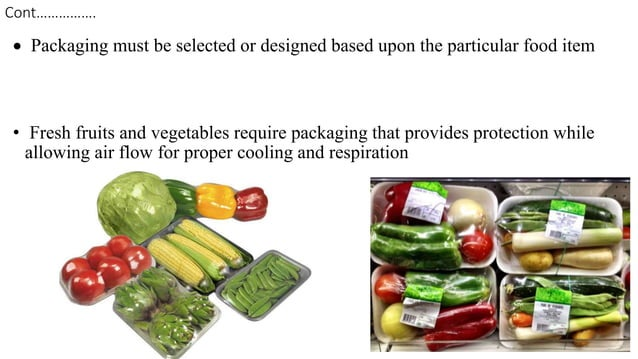 Cont................
• Packaging must be selected or designed based upon the particular food item
• Fresh fruits and vegetables require packaging that provides protection while
allowing air flow for proper cooling and respiration